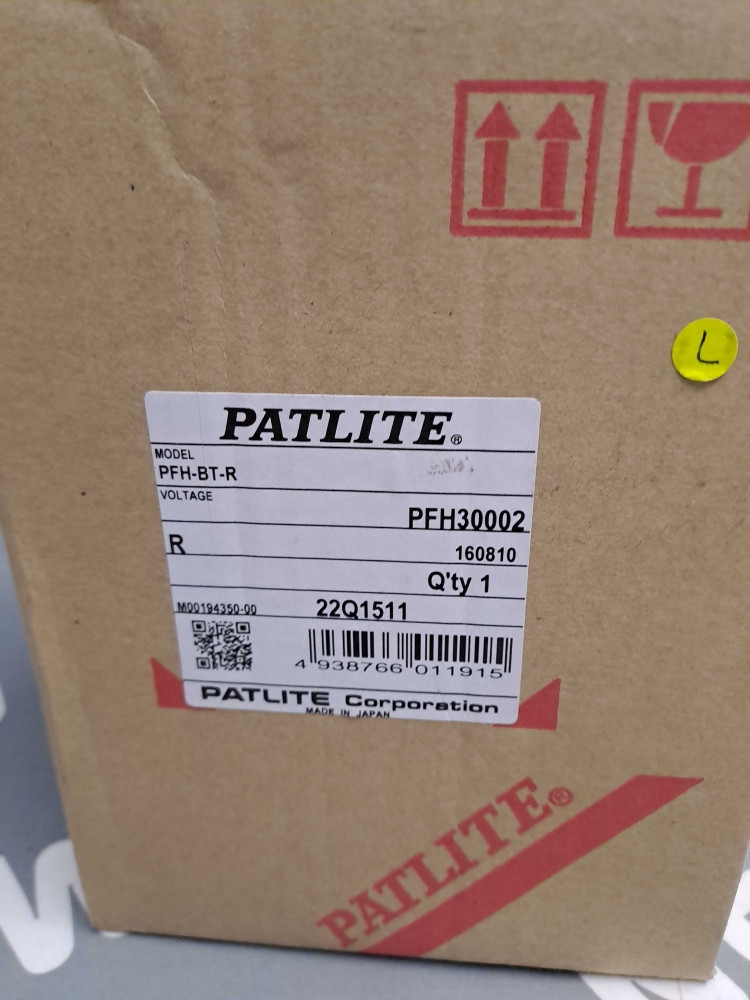 L
PATLITE®
MODEL
PFH-BT-R
VOLTAGE
PFH30002
R
160810
Q'ty 1
M00194350-00 22Q1511
4 938766 011915
PATLITE Corporation
MADE IN JAPAN
PATLITE®
W